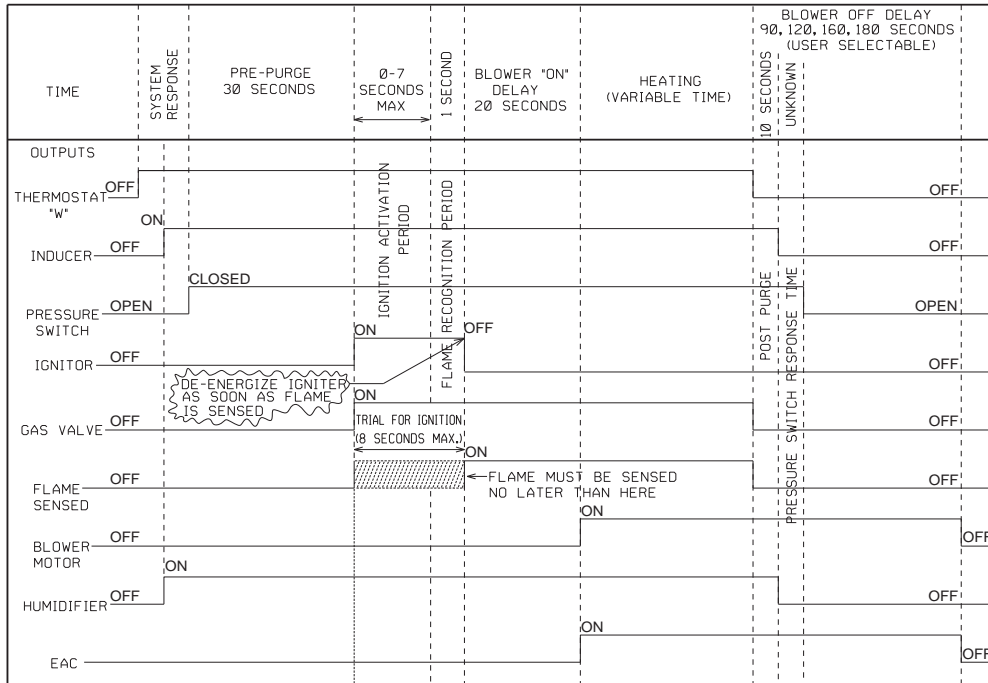 TIME
SYSTEM
RESPONSE
PRE-PURGE
30 SECONDS
0-7
SECONDS
MAX
1 SECOND
BLOWER "ON"
DELAY
20 SECONDS
HEATING
(VARIABLE TIME)
10 SECONDS
UNKNOWN
BLOWER OFF DELAY
90,120,160,180 SECONDS
(USER SELECTABLE)
OUTPUTS
THERMOSTAT
"W"
OFF
OFF
INDUCER
OFF
ON
OFF
PRESSURE
SWITCH
OPEN
CLOSED
OPEN
IGNITION ACTIVATION
PERIOD
FLAME RECOGNITION PERIOD
POST PURGE
PRESSURE SWITCH RESPONSE TIME
IGNITOR
OFF
ON
OFF
OFF
DE-ENERGIZE IGNITER
AS SOON AS FLAME
IS SENSED
GAS VALVE
OFF
ON
OFF
TRIAL FOR IGNITION
(8 SECONDS MAX.)
FLAME
SENSED
OFF
ON
OFF
FLAME MUST BE SENSED
NO LATER THAN HERE
BLOWER
MOTOR
OFF
ON
OFF
HUMIDIFIER
OFF
ON
OFF
EAC
ON
OFF